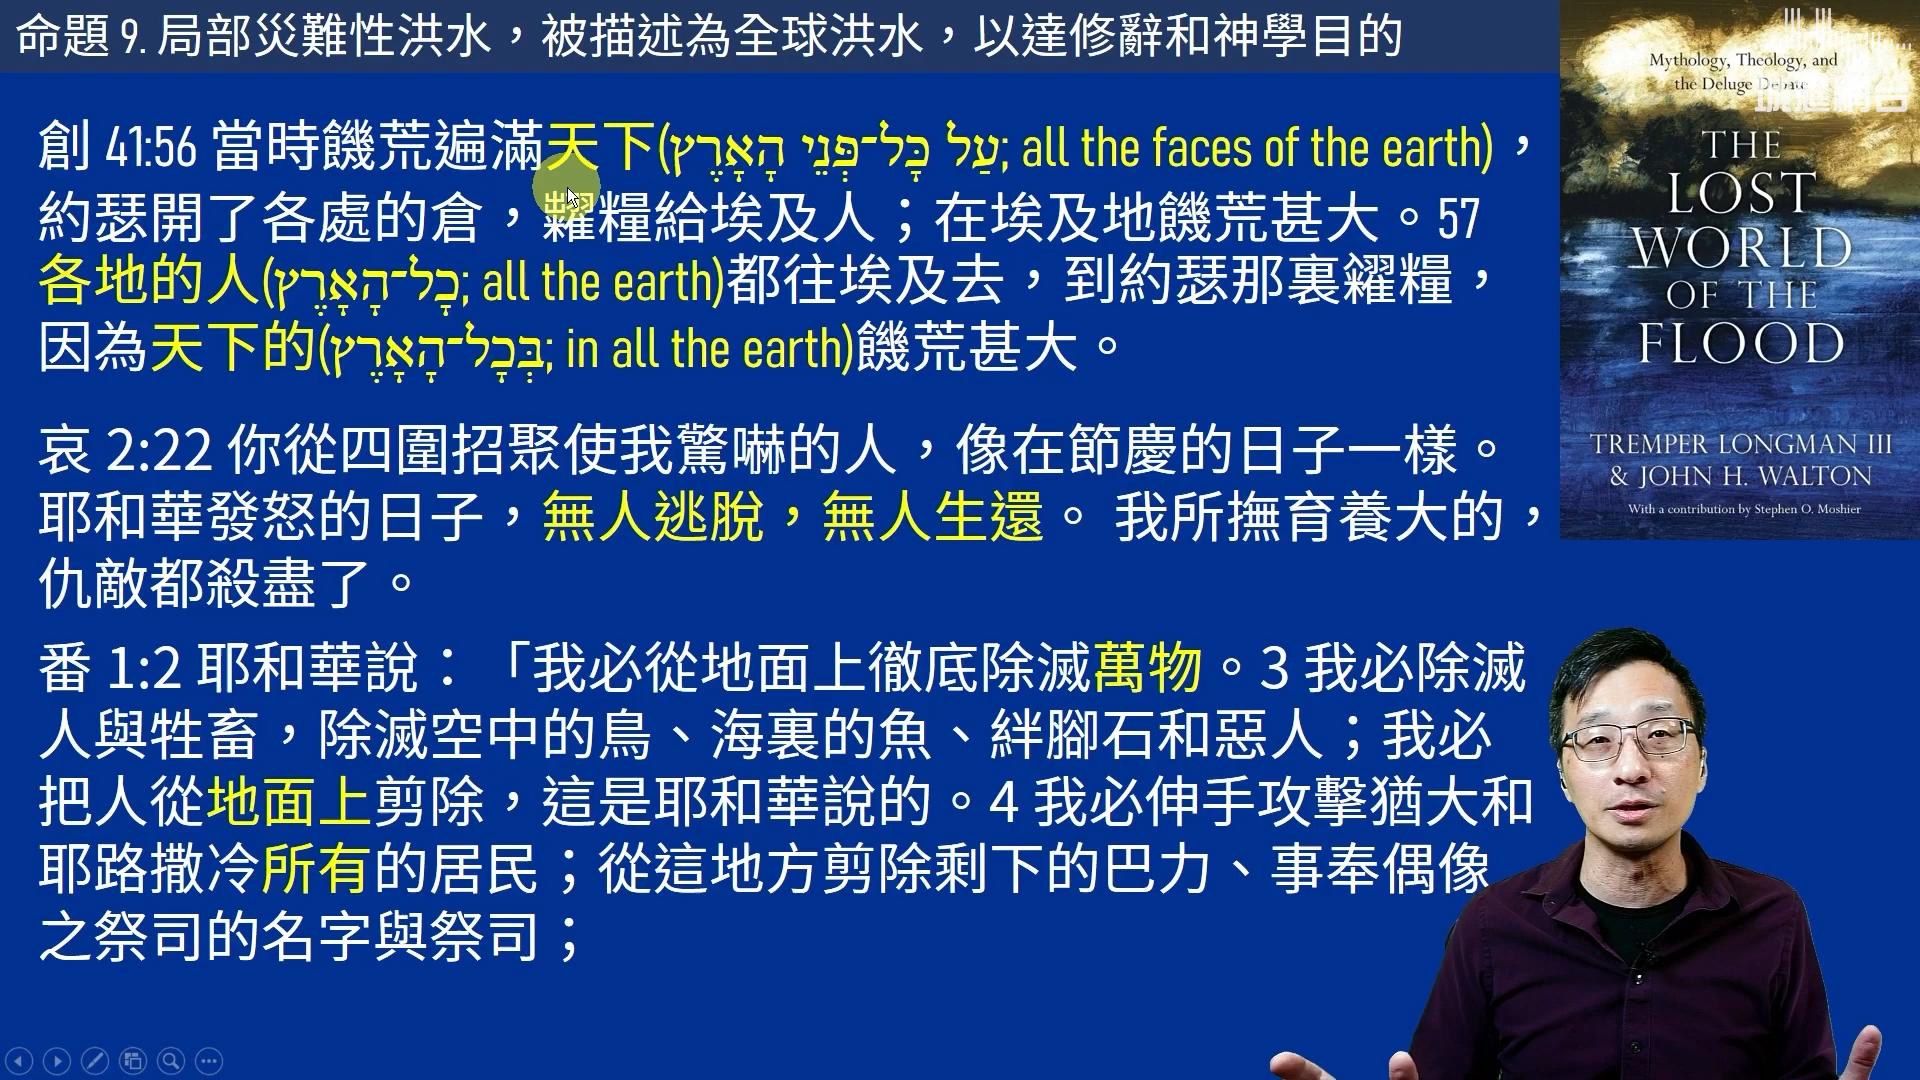 命題 9. 局部災難性洪水，被描述為全球洪水，以達修辭和神學目的
創 41:56 當時饑荒遍滿天下(עַל כָּל־פְּנֵי הָאָרֶץ; all the faces of the earth)，
約瑟開了各處的倉，糶糧給埃及人；在埃及地饑荒甚大。57
各地的人(כָל־הָאָרֶץ; all the earth)都往埃及去，到約瑟那裏糴糧，
因為天下的(בְּכָל־הָאָרֶץ; in all the earth)饑荒甚大。
哀 2:22 你從四圍招聚使我驚嚇的人，像在節慶的日子一樣。
耶和華發怒的日子，無人逃脫，無人生還。 我所撫育養大的，
仇敵都殺盡了。
番 1:2 耶和華說：「我必從地面上徹底除滅萬物。3 我必除滅
人與牲畜，除滅空中的鳥、海裏的魚、絆腳石和惡人；我必
把人從地面上剪除，這是耶和華說的。4 我必伸手攻擊猶大和
耶路撒冷所有的居民；從這地方剪除剩下的巴力、事奉偶像
之祭司的名字與祭司；
Mythology, Theology, and
the Deluge Debate
THE
LOST
WORLD
OF THE
FLOOD
TREMPER LONGMAN III
& JOHN H. WALTON
With a contribution by Stephen O. Moshier